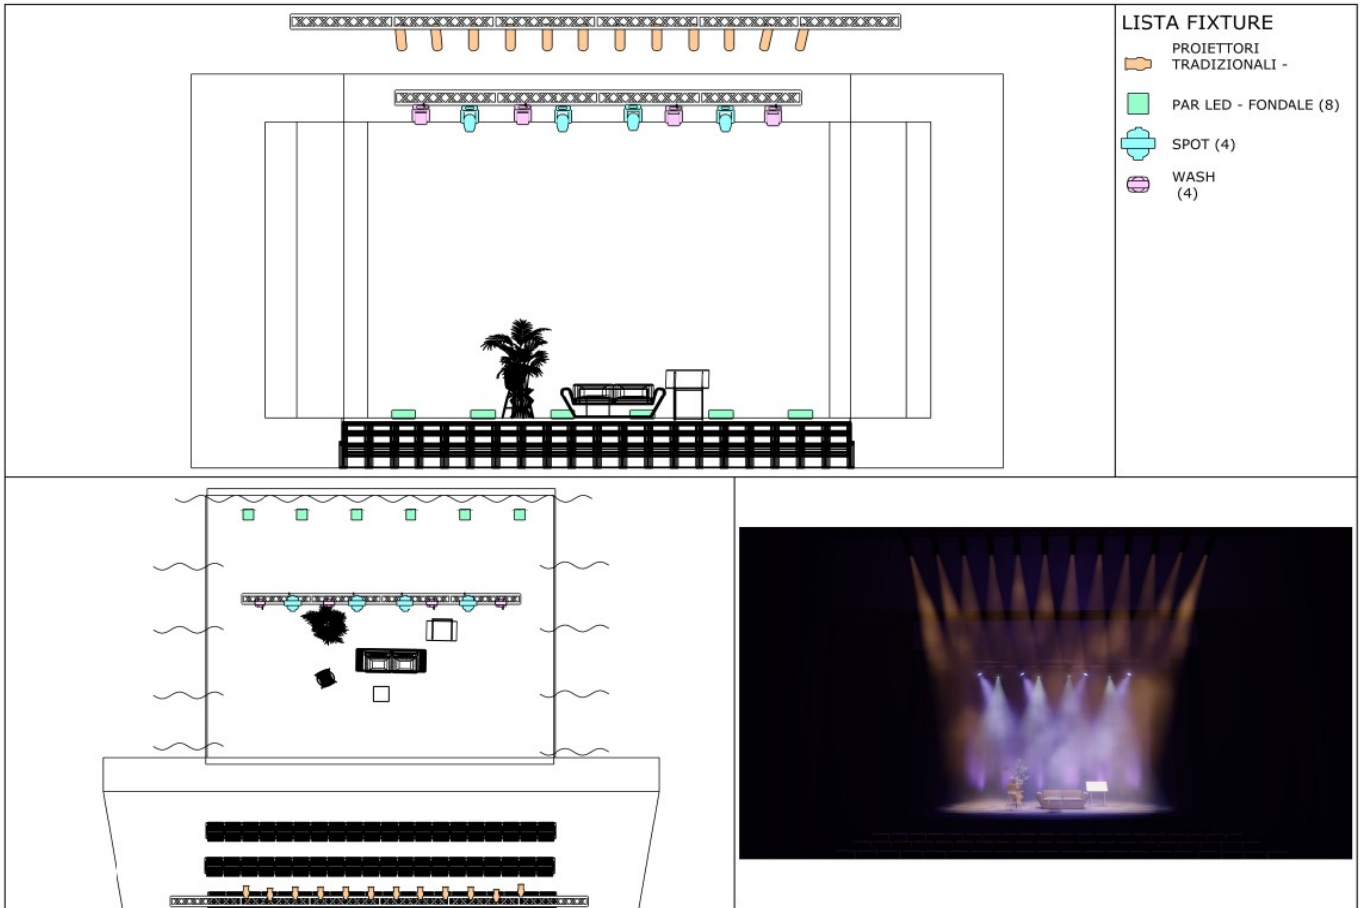 LISTA FIXTURE
PROIETTORI
TRADIZIONALI -
PAR LED - FONDALE (8)
SPOT (4)
WASH
(4)